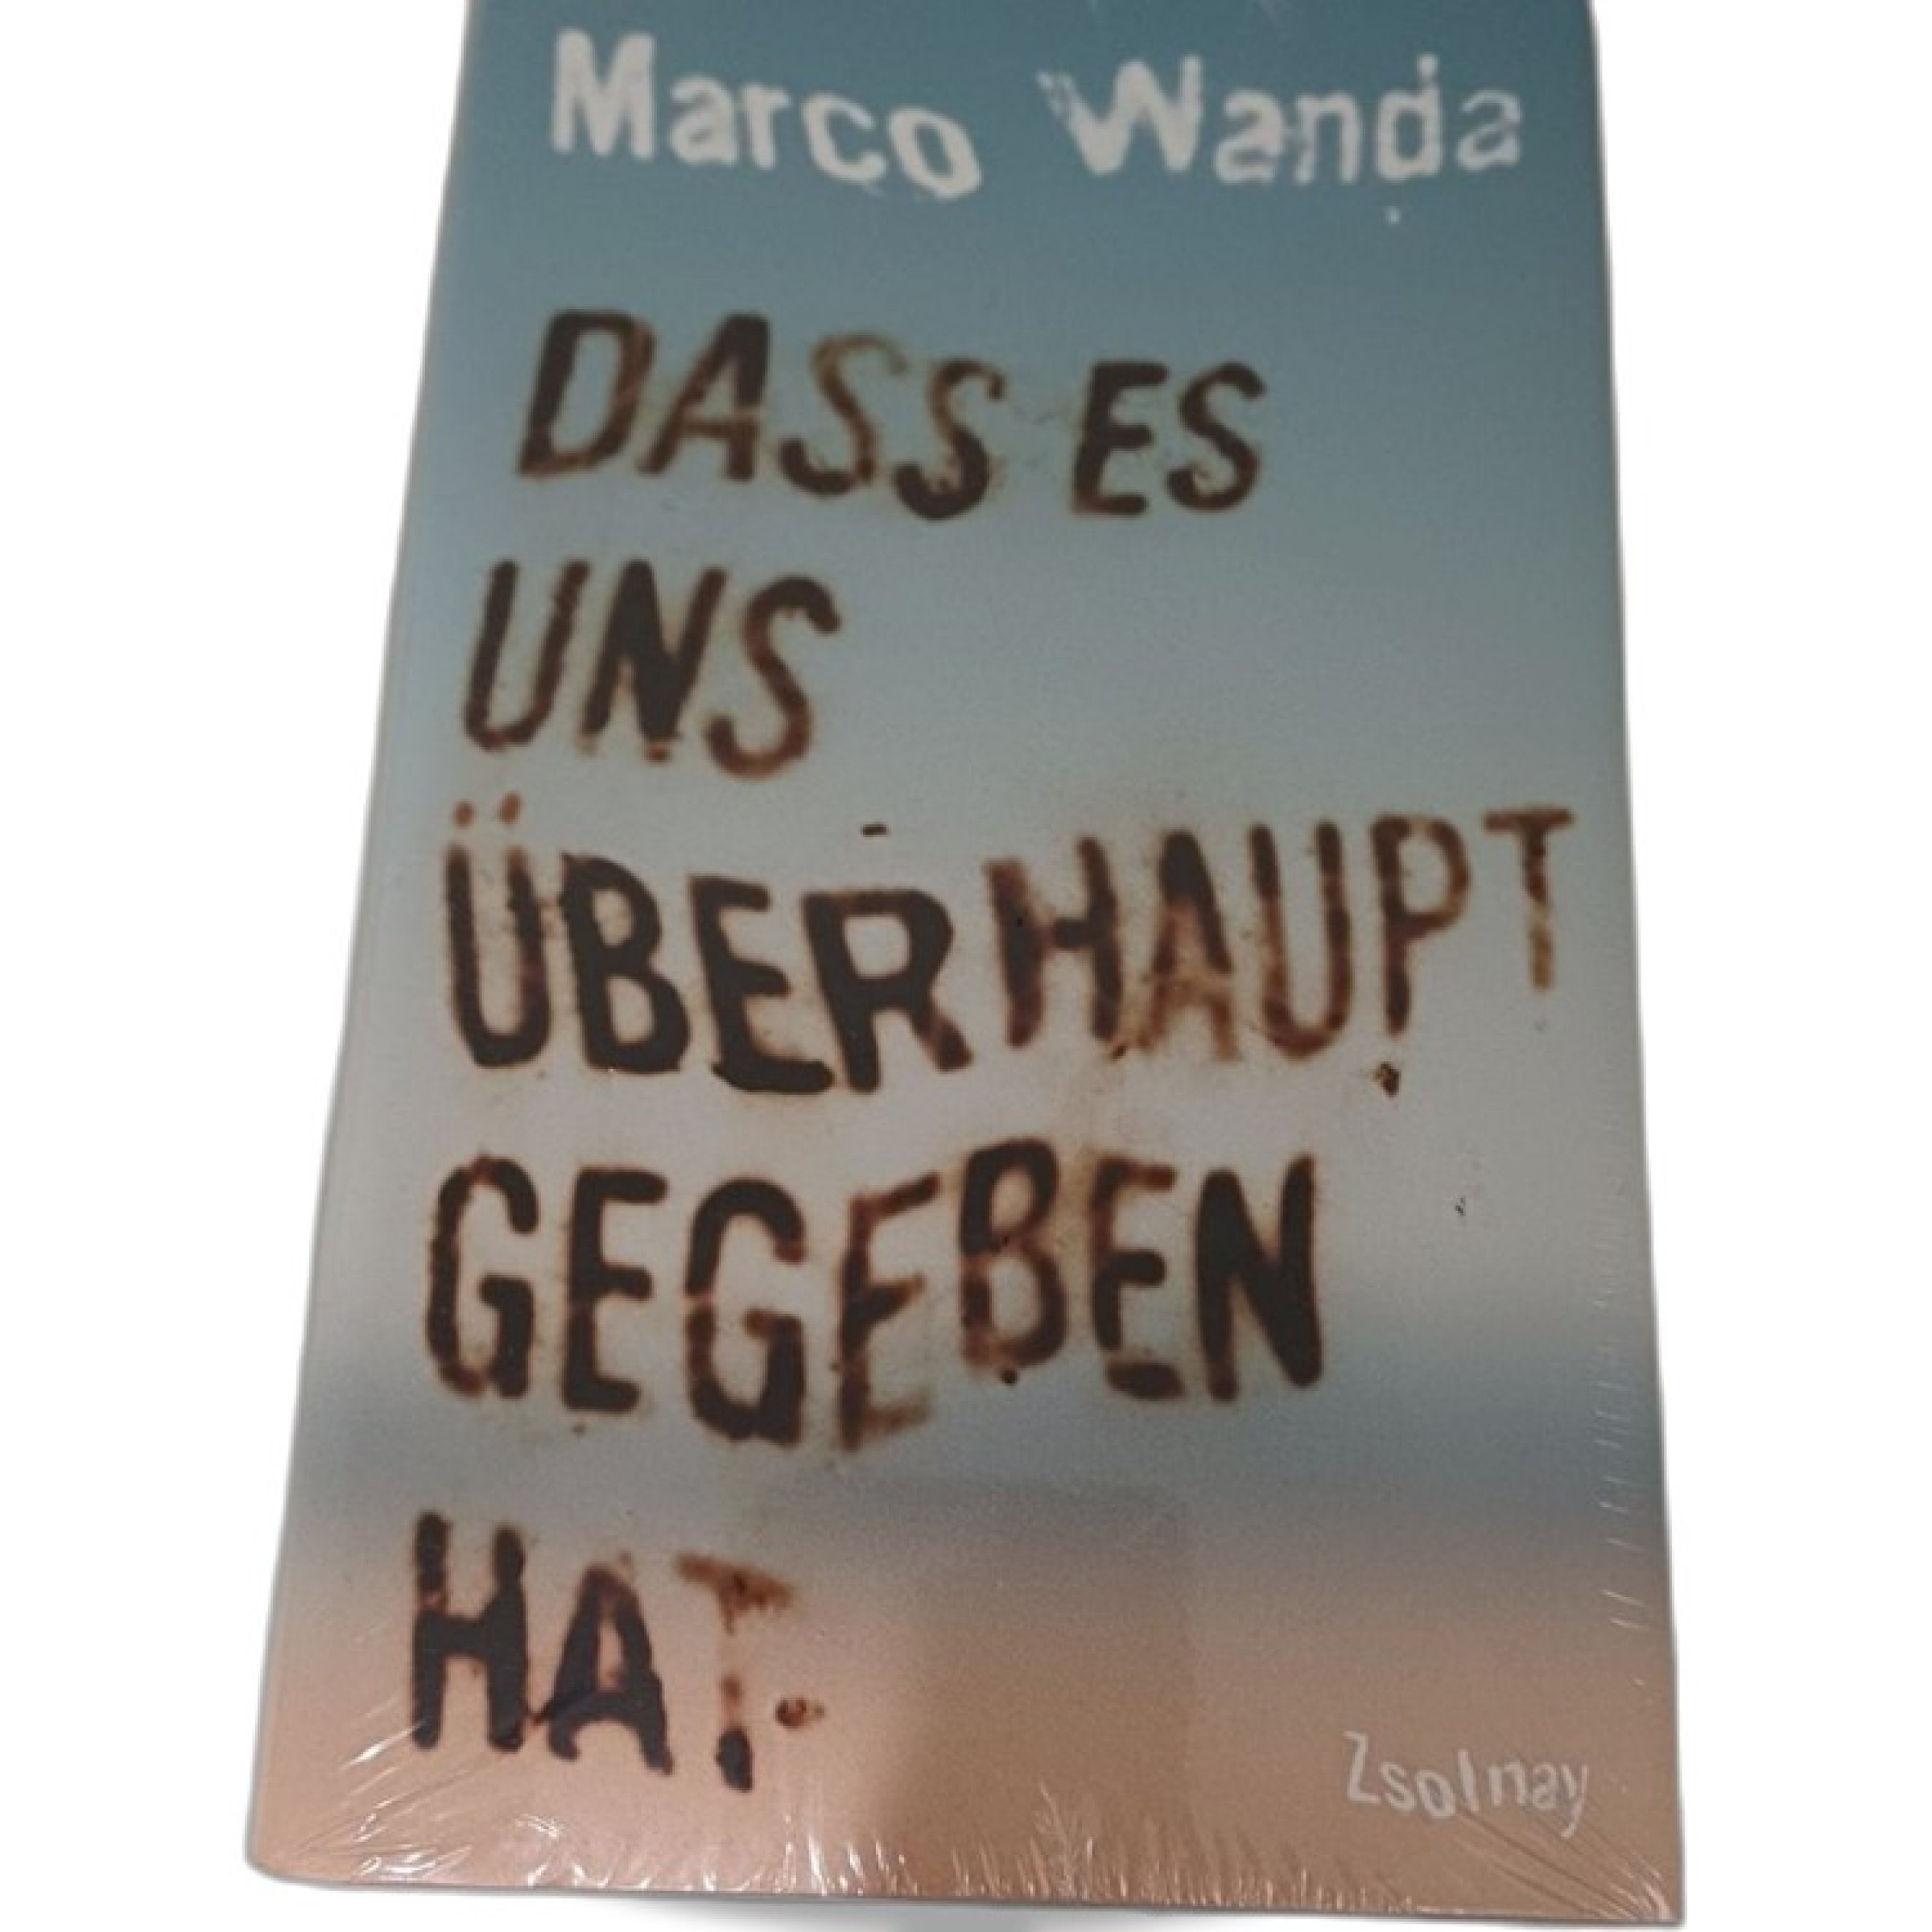 Marco Wanda
DASS ES
UNS
ÜBERHAUPT
GEGEBEN
HAT.
Zsolnay